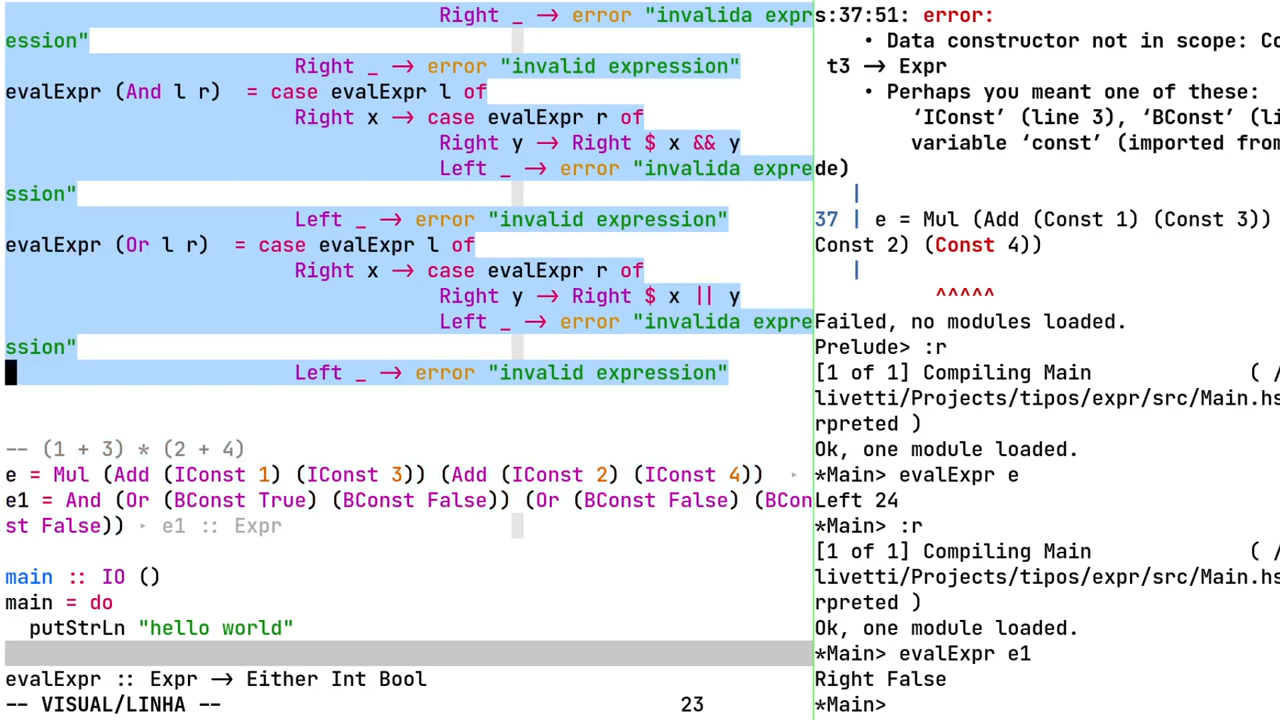 Right _ -> error "invalida expr
ession"
Right _ -> error "invalid expression"
evalExpr (And l r)  = case evalExpr l of
Right x -> case evalExpr r of
Right y -> Right $ x && y
Left _ -> error "invalida expre
ssion"
Left _ -> error "invalid expression"
evalExpr (Or l r)  = case evalExpr l of
Right x -> case evalExpr r of
Right y -> Right $ x || y
Left _ -> error "invalida expre
ssion"
Left _ -> error "invalid expression"
-- (1 + 3) * (2 + 4)
e = Mul (Add (IConst 1) (IConst 3)) (Add (IConst 2) (IConst 4))  ▸
e1 = And (Or (BConst True) (BConst False)) (Or (BConst False) (BCon
st False)) ▸ e1 :: Expr
main :: IO ()
main = do
putStrLn "hello world"
evalExpr :: Expr -> Either Int Bool
-- VISUAL/LINHA --
23
s:37:51: error:
• Data constructor not in scope: Co
t3 -> Expr
• Perhaps you meant one of these:
‘IConst’ (line 3), ‘BConst’ (li
variable ‘const’ (imported from
de)
|
37 | e = Mul (Add (Const 1) (Const 3))
Const 2) (Const 4))
|
^^^^^
Failed, no modules loaded.
Prelude> :r
[1 of 1] Compiling Main ( /
livetti/Projects/tipos/expr/src/Main.hs
rpreted )
Ok, one module loaded.
*Main> evalExpr e
Left 24
*Main> :r
[1 of 1] Compiling Main ( /
livetti/Projects/tipos/expr/src/Main.hs
rpreted )
Ok, one module loaded.
*Main> evalExpr e1
Right False
*Main>